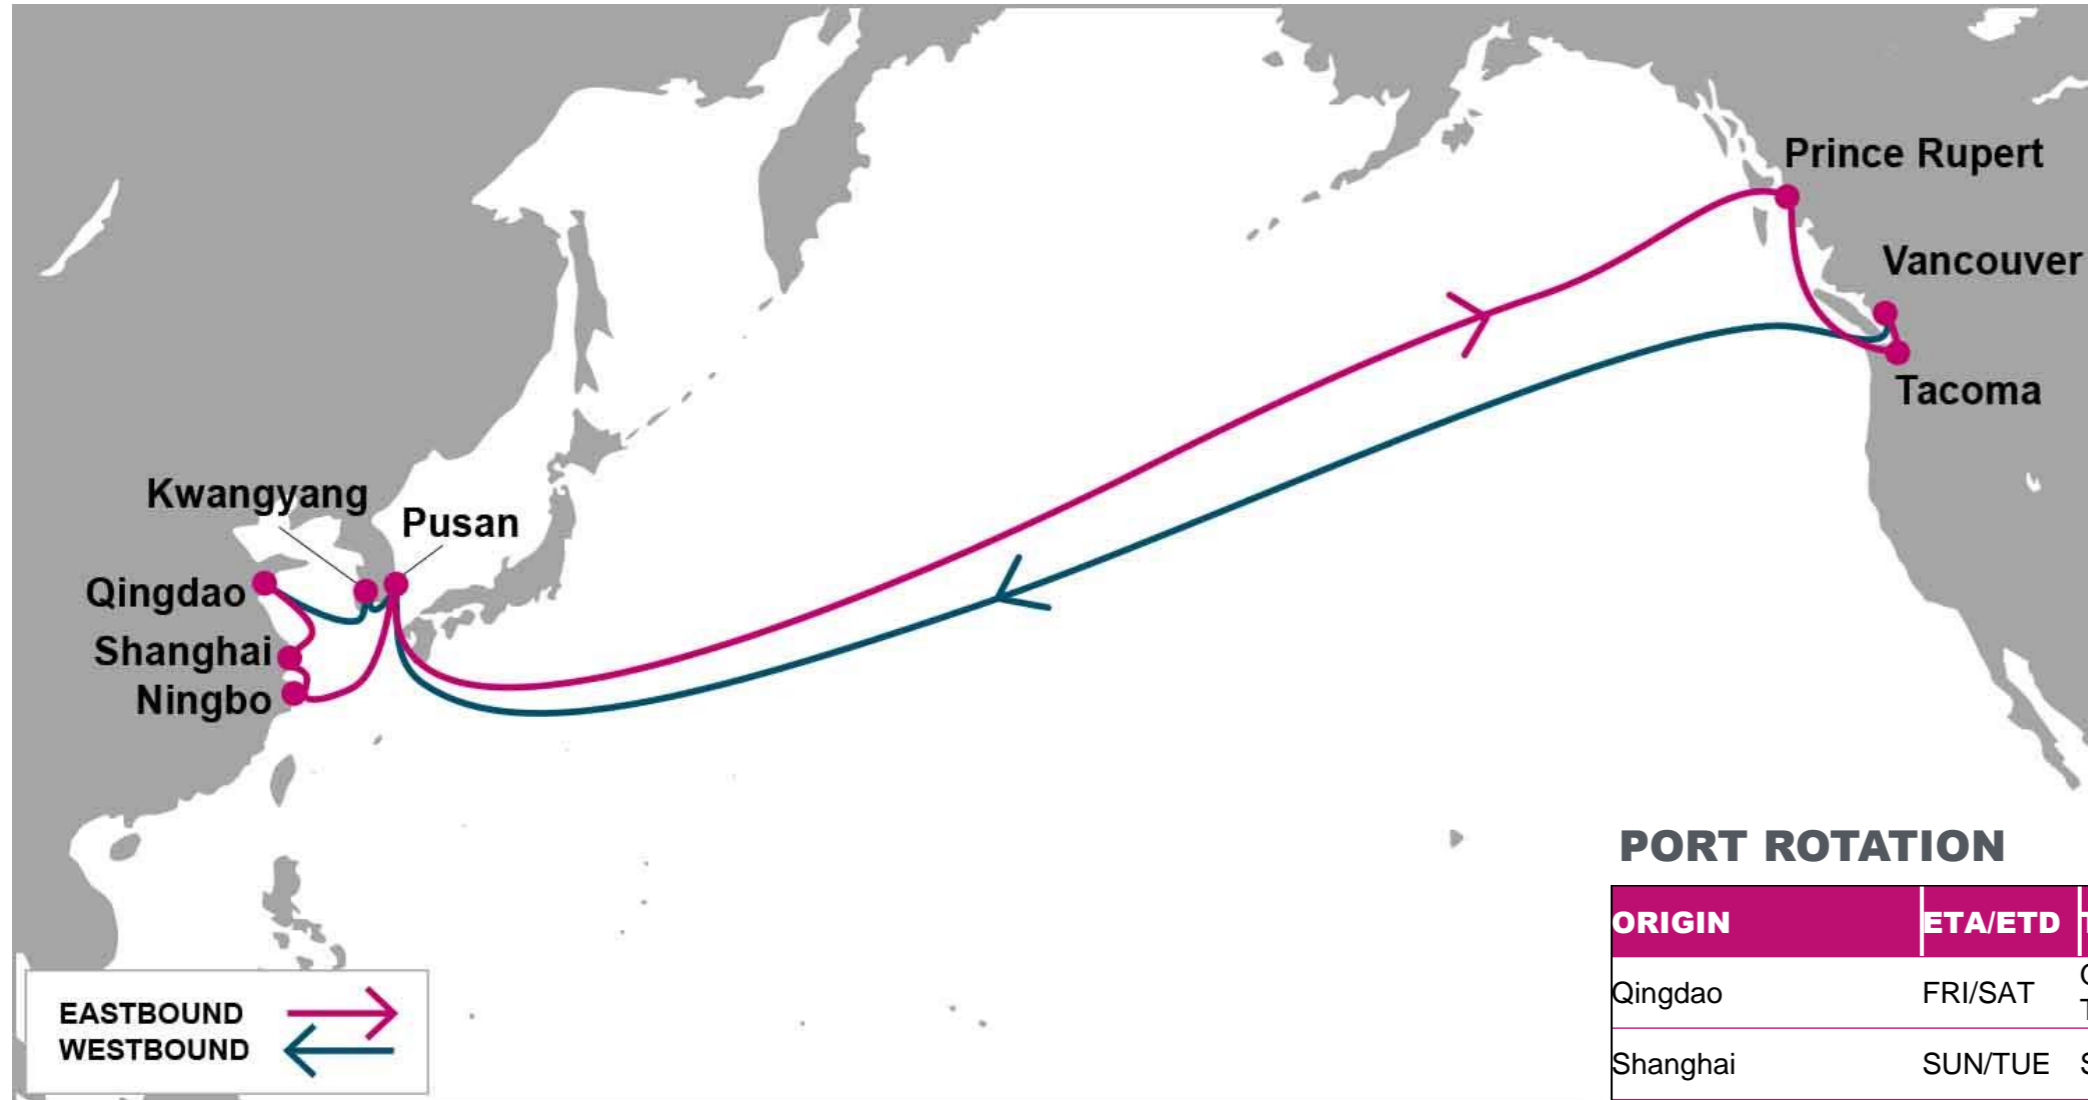 Prince Rupert
Vancouver
Tacoma
Kwangyang
Pusan
Qingdao
Shanghai
Ningbo
EASTBOUND
WESTBOUND
PORT ROTATION
ORIGIN ETA/ETD
Qingdao FRI/SAT
Shanghai SUN/TUE